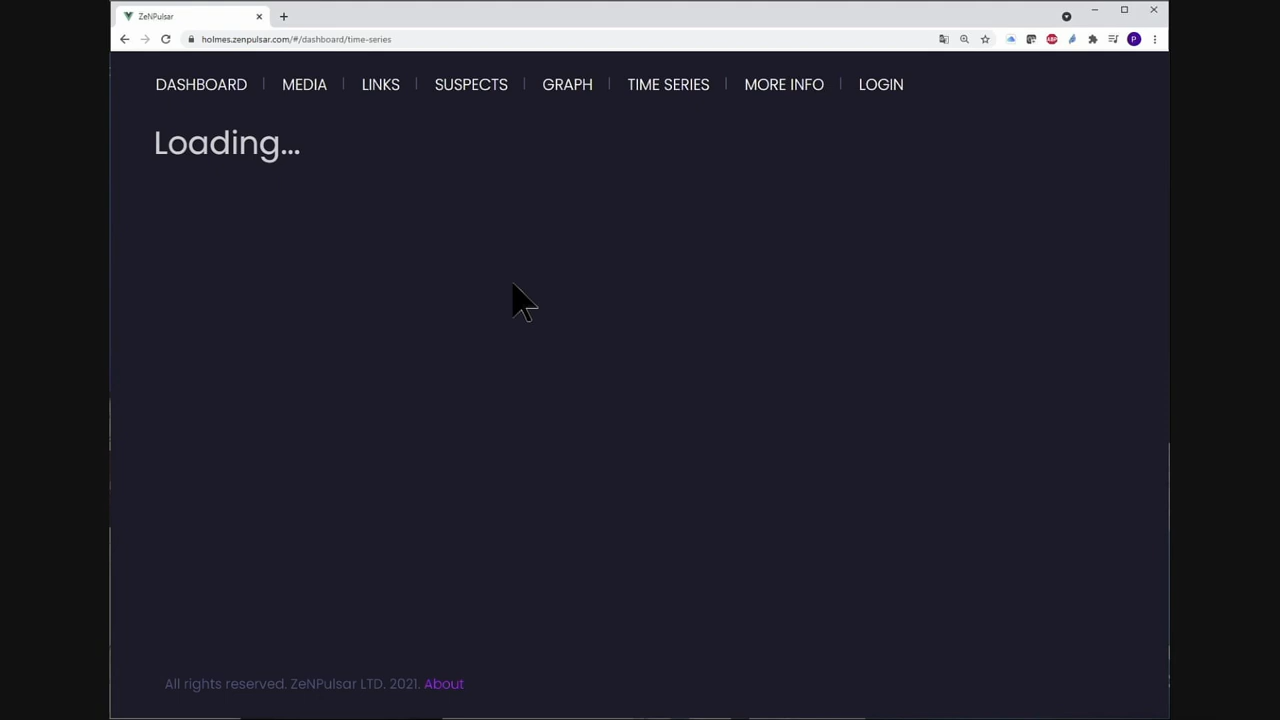 ZeNPulsar
holmes.zenpulsar.com/#/dashboard/time-series
ABP
P
DASHBOARD | MEDIA | LINKS | SUSPECTS | GRAPH | TIME SERIES | MORE INFO | LOGIN
Loading...
All rights reserved. ZeNPulsar LTD. 2021. About